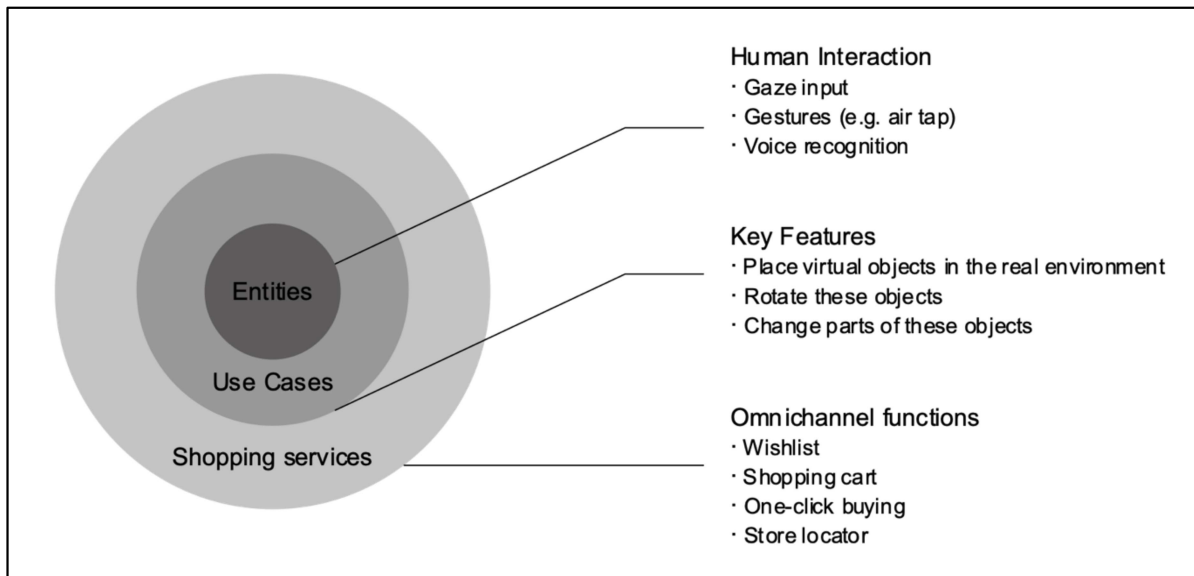 Human Interaction
· Gaze input
· Gestures (e.g. air tap)
· Voice recognition
Key Features
· Place virtual objects in the real environment
· Rotate these objects
· Change parts of these objects
Omnichannel functions
· Wishlist
· Shopping cart
· One-click buying
· Store locator
Entities
Use Cases
Shopping services